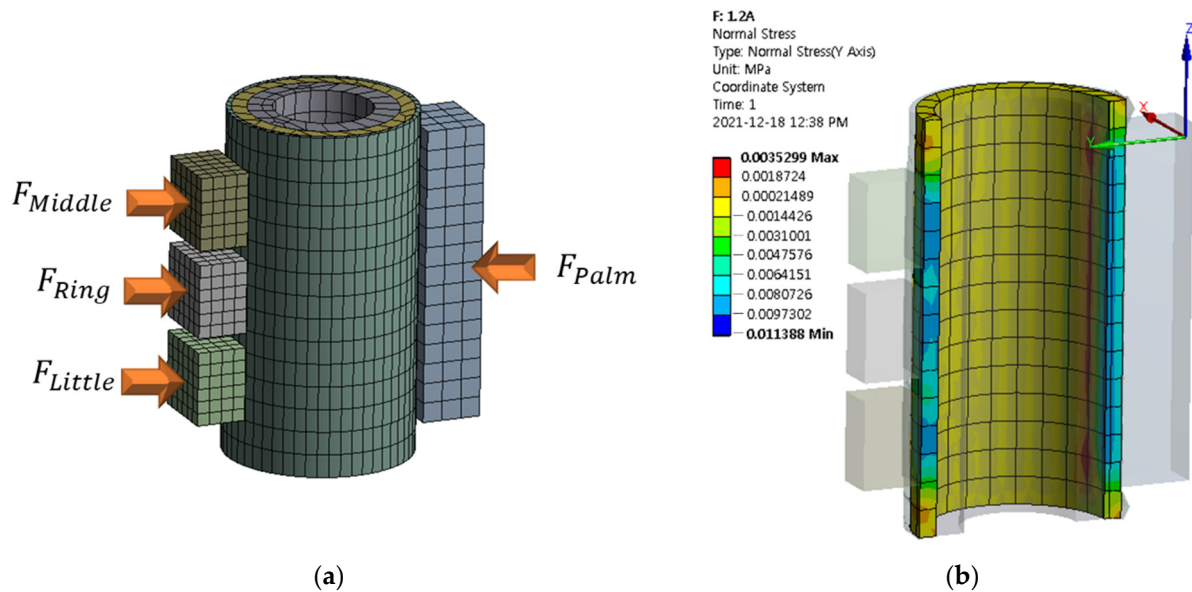 F_Middle
F_Ring
F_Little
F_Palm
(a)
F: 1.2A
Normal Stress
Type: Normal Stress(Y Axis)
Unit: MPa
Coordinate System
Time: 1
2021-12-18 12:38 PM
0.0035299 Max
0.0018724
0.00021489
0.0014426
0.0031001
0.0047576
0.0064151
0.0080726
0.0097302
0.011388 Min
Z
X
Y
(b)